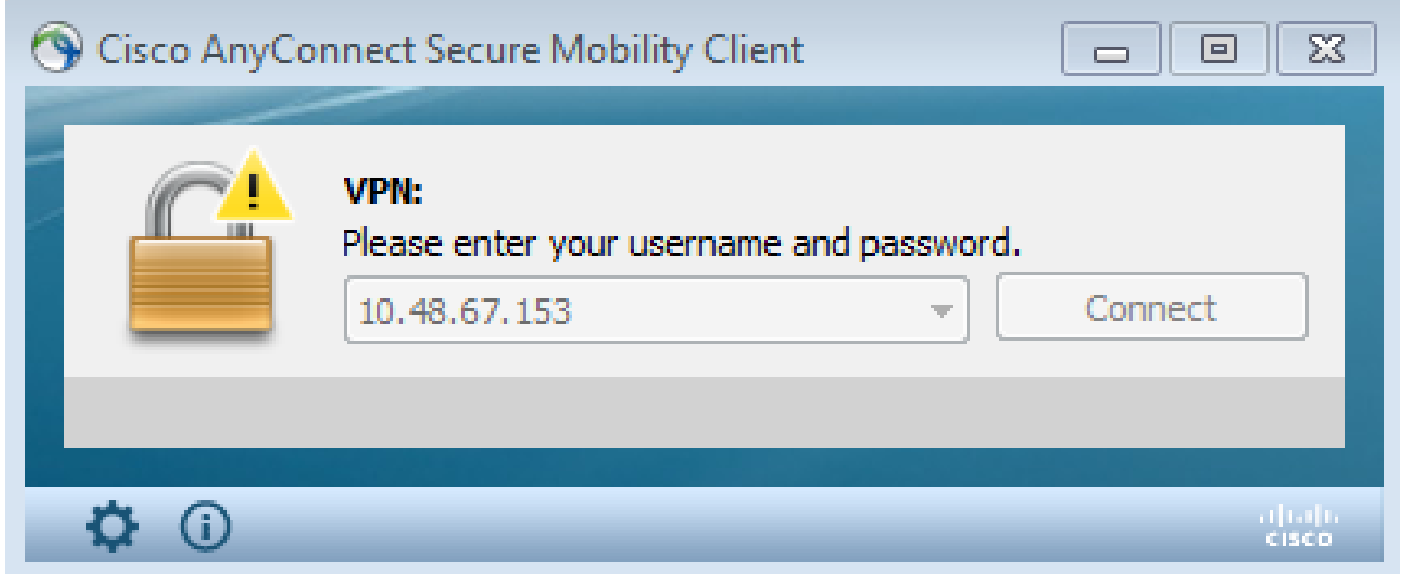 Cisco AnyConnect Secure Mobility Client
VPN:
Please enter your username and password.
10.48.67.153
Connect
CISCO